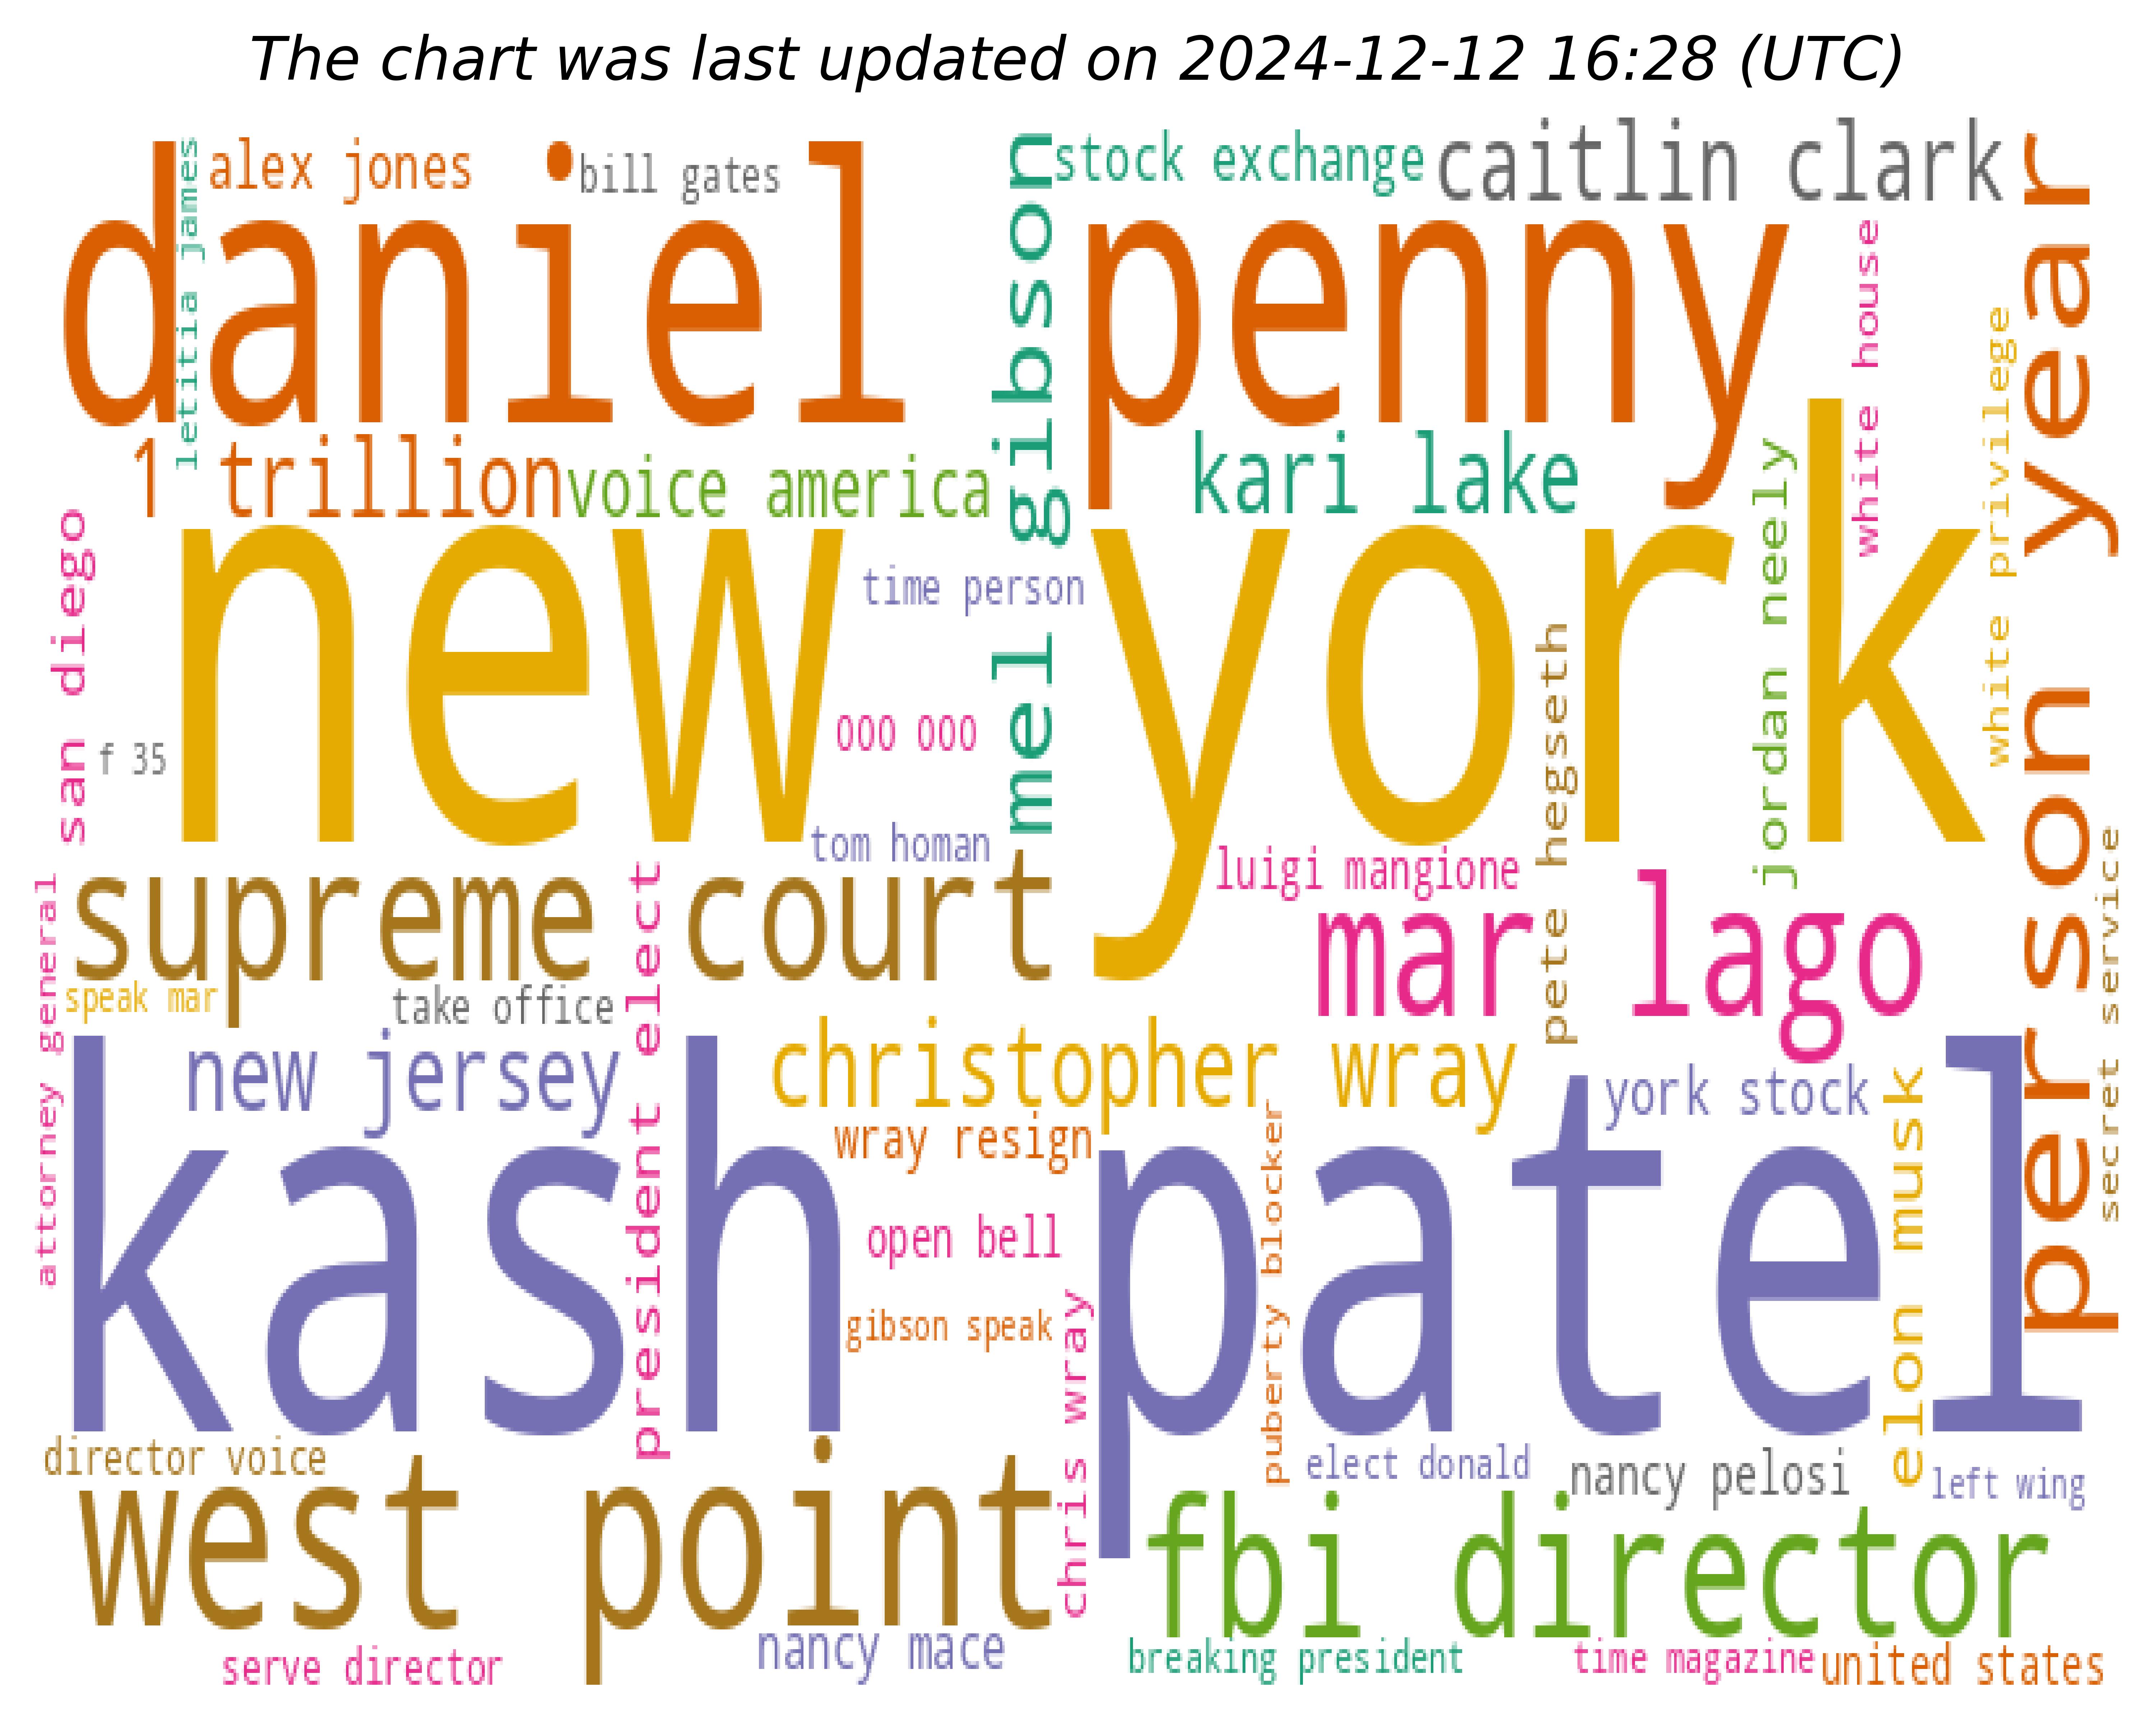 The chart was last updated on 2024-12-12 16:28 (UTC)
daniel penny
letitia james
alex jones
bill gates
mel gibson
stock exchange
caitlin clark
person year
white house
white privilege
1 trillion
voice america
kari lake
jordan neely
new york
san diego
time person
f 35
000 000
pete hegseth
tom homan
luigi mangione
supreme court
mar lago
secret service
attorney general
president elect
speak mar
take office
new jersey
christopher wray
york stock
elon musk
kash patel
wray resign
puberty blocker
open bell
gibson speak
chris wray
director voice
elect donald
nancy pelosi
left wing
west point
fbi director
serve director
nancy mace
breaking president
time magazine
united states